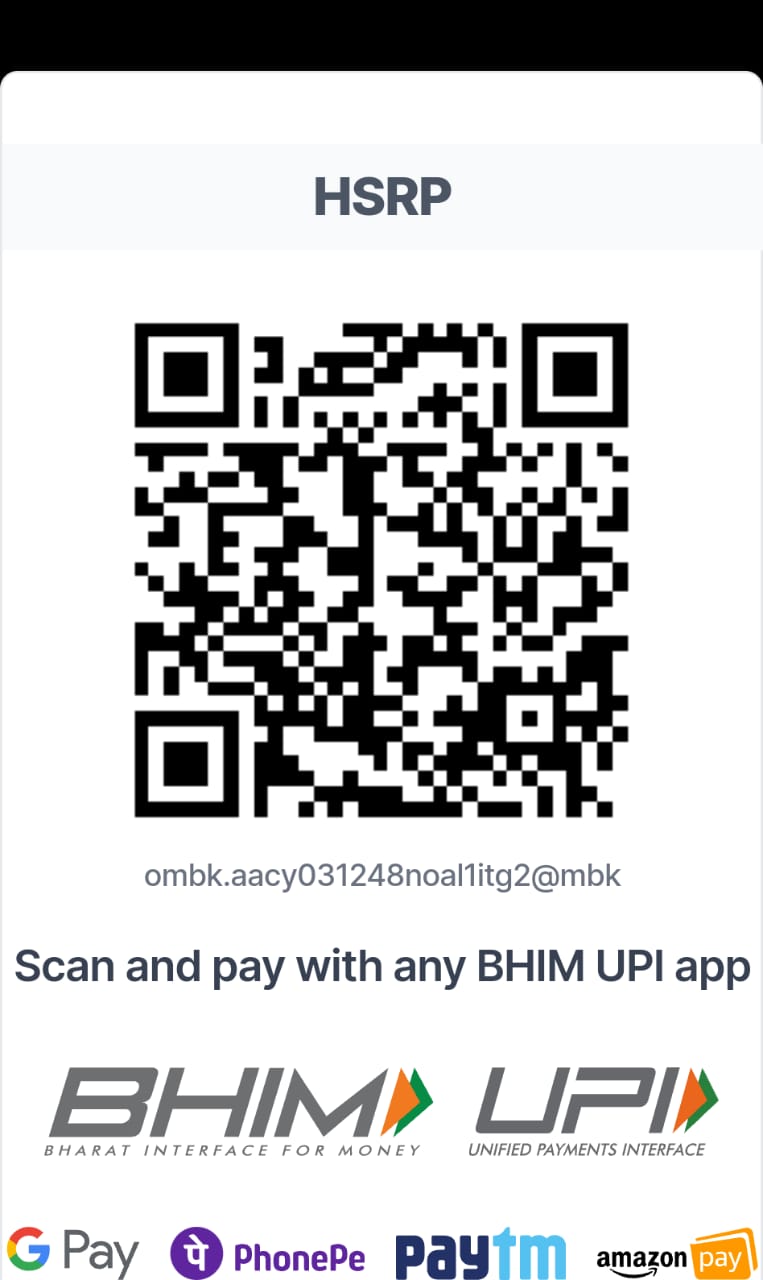 HSRP
ombk.aacy031248noal1itg2@mbk
Scan and pay with any BHIM UPI app
BHIM UPI
BHARAT INTERFACE FOR MONEY UNIFIED PAYMENTS INTERFACE
G Pay पे PhonePe paytm amazon pay